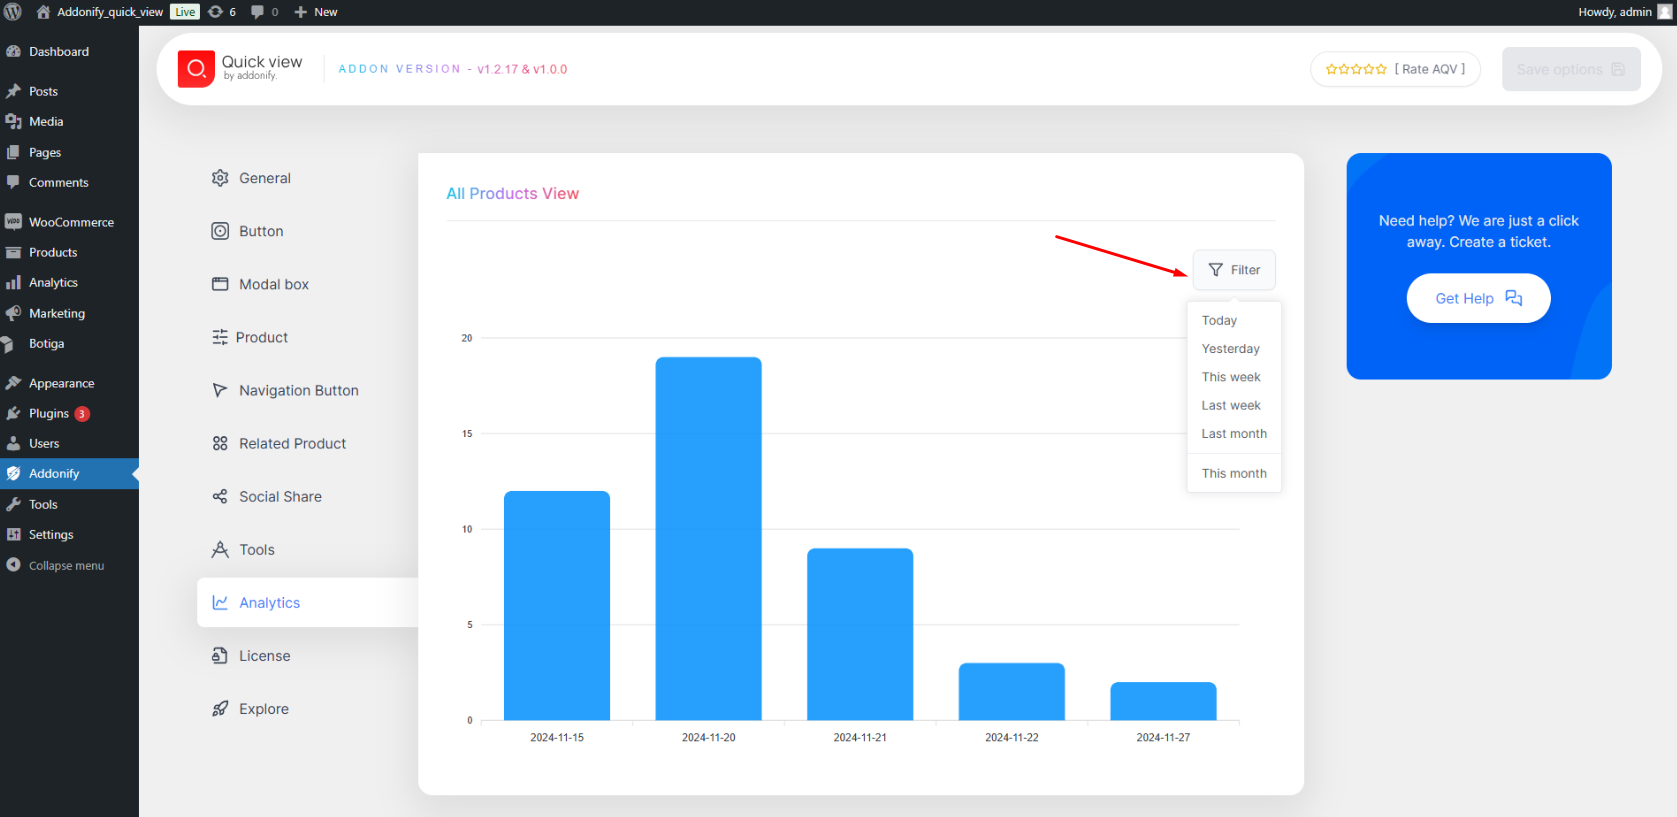 Addonify_quick_view Live 6 0 New
Howdy, admin
Dashboard
Posts
Media
Pages
Comments
WooCommerce
Products
Analytics
Marketing
Botiga
Appearance
Plugins 3
Users
Addonify
Tools
Settings
Collapse menu
Quick view
by addonify.
ADDON VERSION - v1.2.17 & v1.0.0
[ Rate AQV ]
Save options
General
Button
Modal box
Product
Navigation Button
Related Product
Social Share
Tools
Analytics
License
Explore
All Products View
Filter
Today
Yesterday
This week
Last week
Last month
This month
20
15
10
5
0
2024-11-15
2024-11-20
2024-11-21
2024-11-22
2024-11-27
Need help? We are just a click
away. Create a ticket.
Get Help